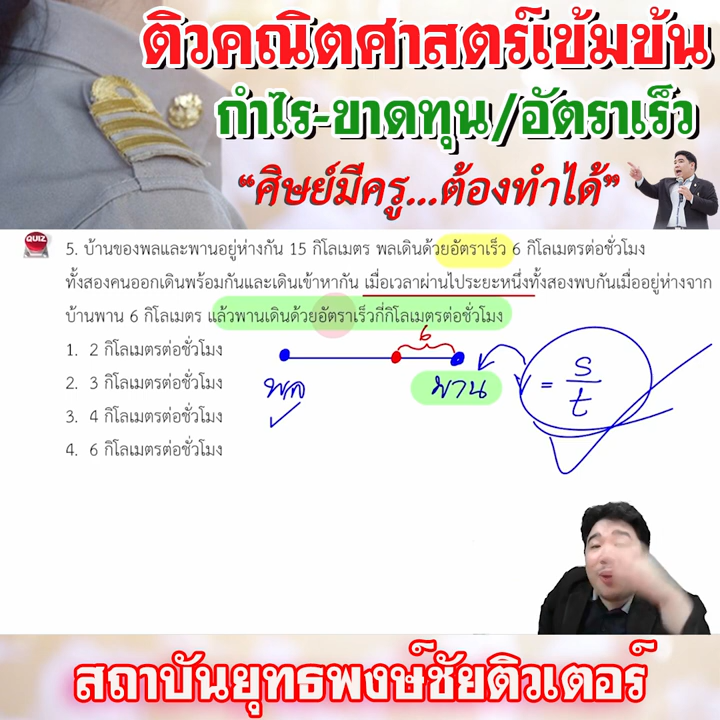 ติวคณิตศาสตร์เข้มข้น
กำไร-ขาดทุน/อัตราเร็ว
“ศิษย์มีครู...ต้องทำได้”
QUIZ
5. บ้านของพลและพานอยู่ห่างกัน 15 กิโลเมตร พลเดินด้วยอัตราเร็ว 6 กิโลเมตรต่อชั่วโมง
ทั้งสองคนออกเดินพร้อมกันและเดินเข้าหากัน เมื่อเวลาผ่านไประยะหนึ่งทั้งสองพบกันเมื่ออยู่ห่างจาก
บ้านพาน 6 กิโลเมตร แล้วพานเดินด้วยอัตราเร็วกี่กิโลเมตรต่อชั่วโมง
1. 2 กิโลเมตรต่อชั่วโมง
2. 3 กิโลเมตรต่อชั่วโมง
3. 4 กิโลเมตรต่อชั่วโมง
4. 6 กิโลเมตรต่อชั่วโมง
6
พล พาน
v = s/t
สถาบันยุทธพงษ์ชัยติวเตอร์